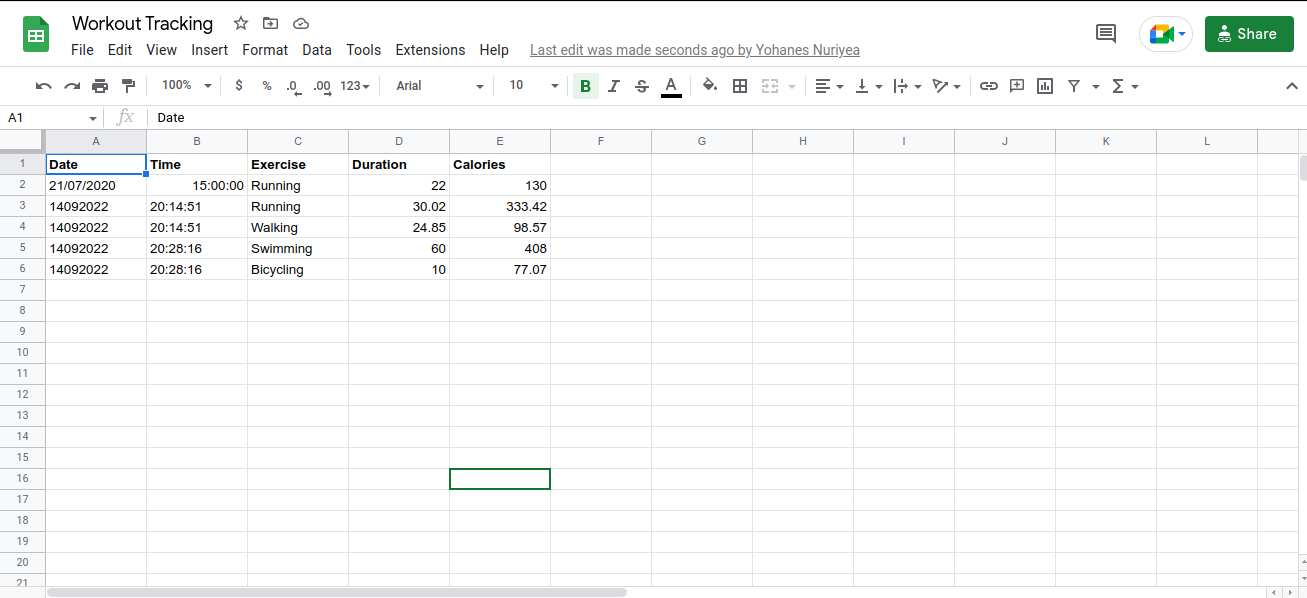 Workout Tracking
File Edit View Insert Format Data Tools Extensions Help Last edit was made seconds ago by Yohanes Nuriyea
Share
100% $ % .0 .00 123 Arial 10 B I S A Σ
A1 fx Date
A B C D E F G H I J K L
1 Date Time Exercise Duration Calories
2 21/07/2020 15:00:00 Running 22 130
3 14092022 20:14:51 Running 30.02 333.42
4 14092022 20:14:51 Walking 24.85 98.57
5 14092022 20:28:16 Swimming 60 408
6 14092022 20:28:16 Bicycling 10 77.07
7
8
9
10
11
12
13
14
15
16
17
18
19
20
21